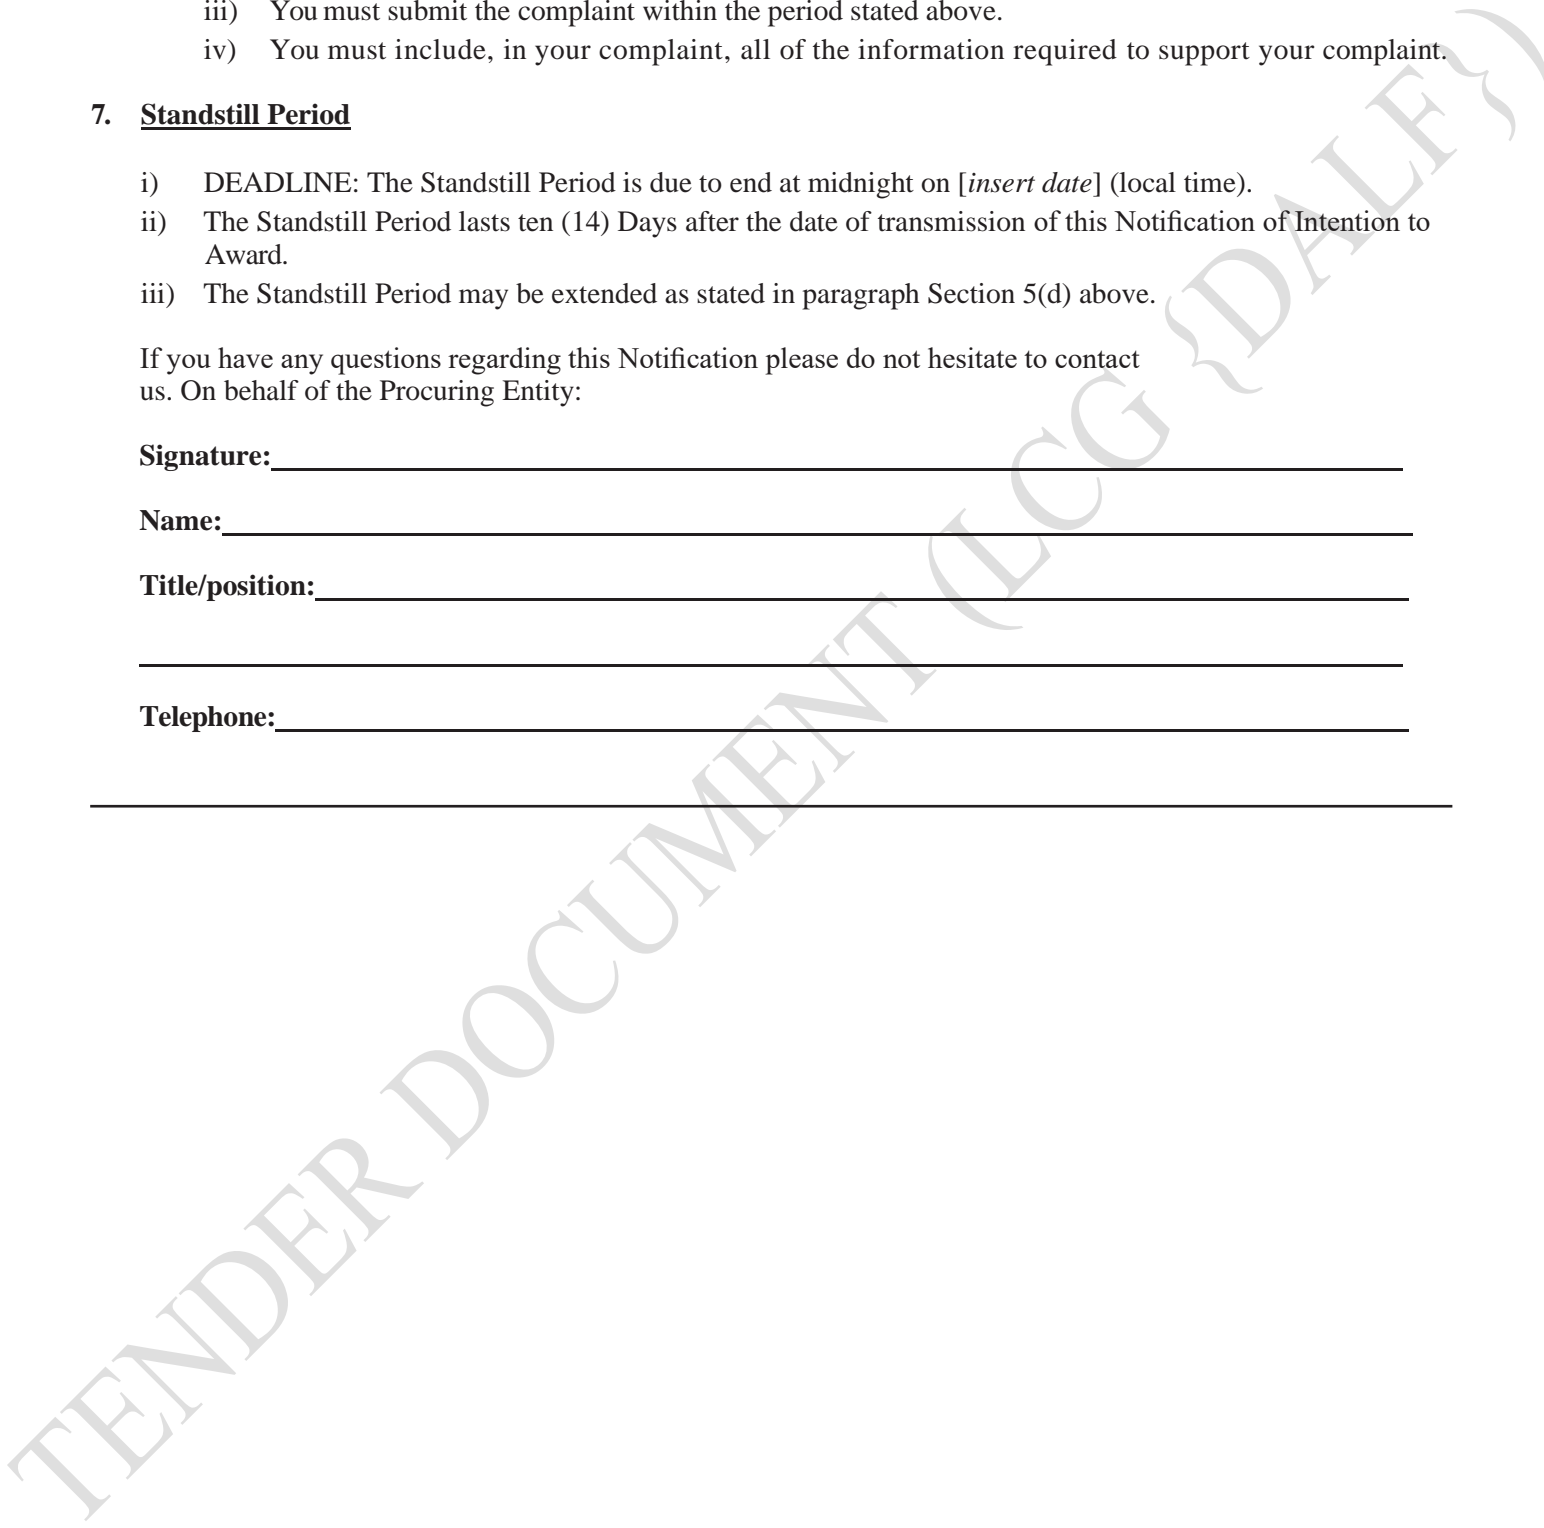 iii) You must submit the complaint within the period stated above.
iv) You must include, in your complaint, all of the information required to support your complaint.
7. Standstill Period
i) DEADLINE: The Standstill Period is due to end at midnight on [insert date] (local time).
ii) The Standstill Period lasts ten (14) Days after the date of transmission of this Notification of Intention to
Award.
iii) The Standstill Period may be extended as stated in paragraph Section 5(d) above.
If you have any questions regarding this Notification please do not hesitate to contact
us. On behalf of the Procuring Entity:
Signature:
Name:
Title/position:
Telephone:
TENDER DOCUMENT (LCG {DALF})